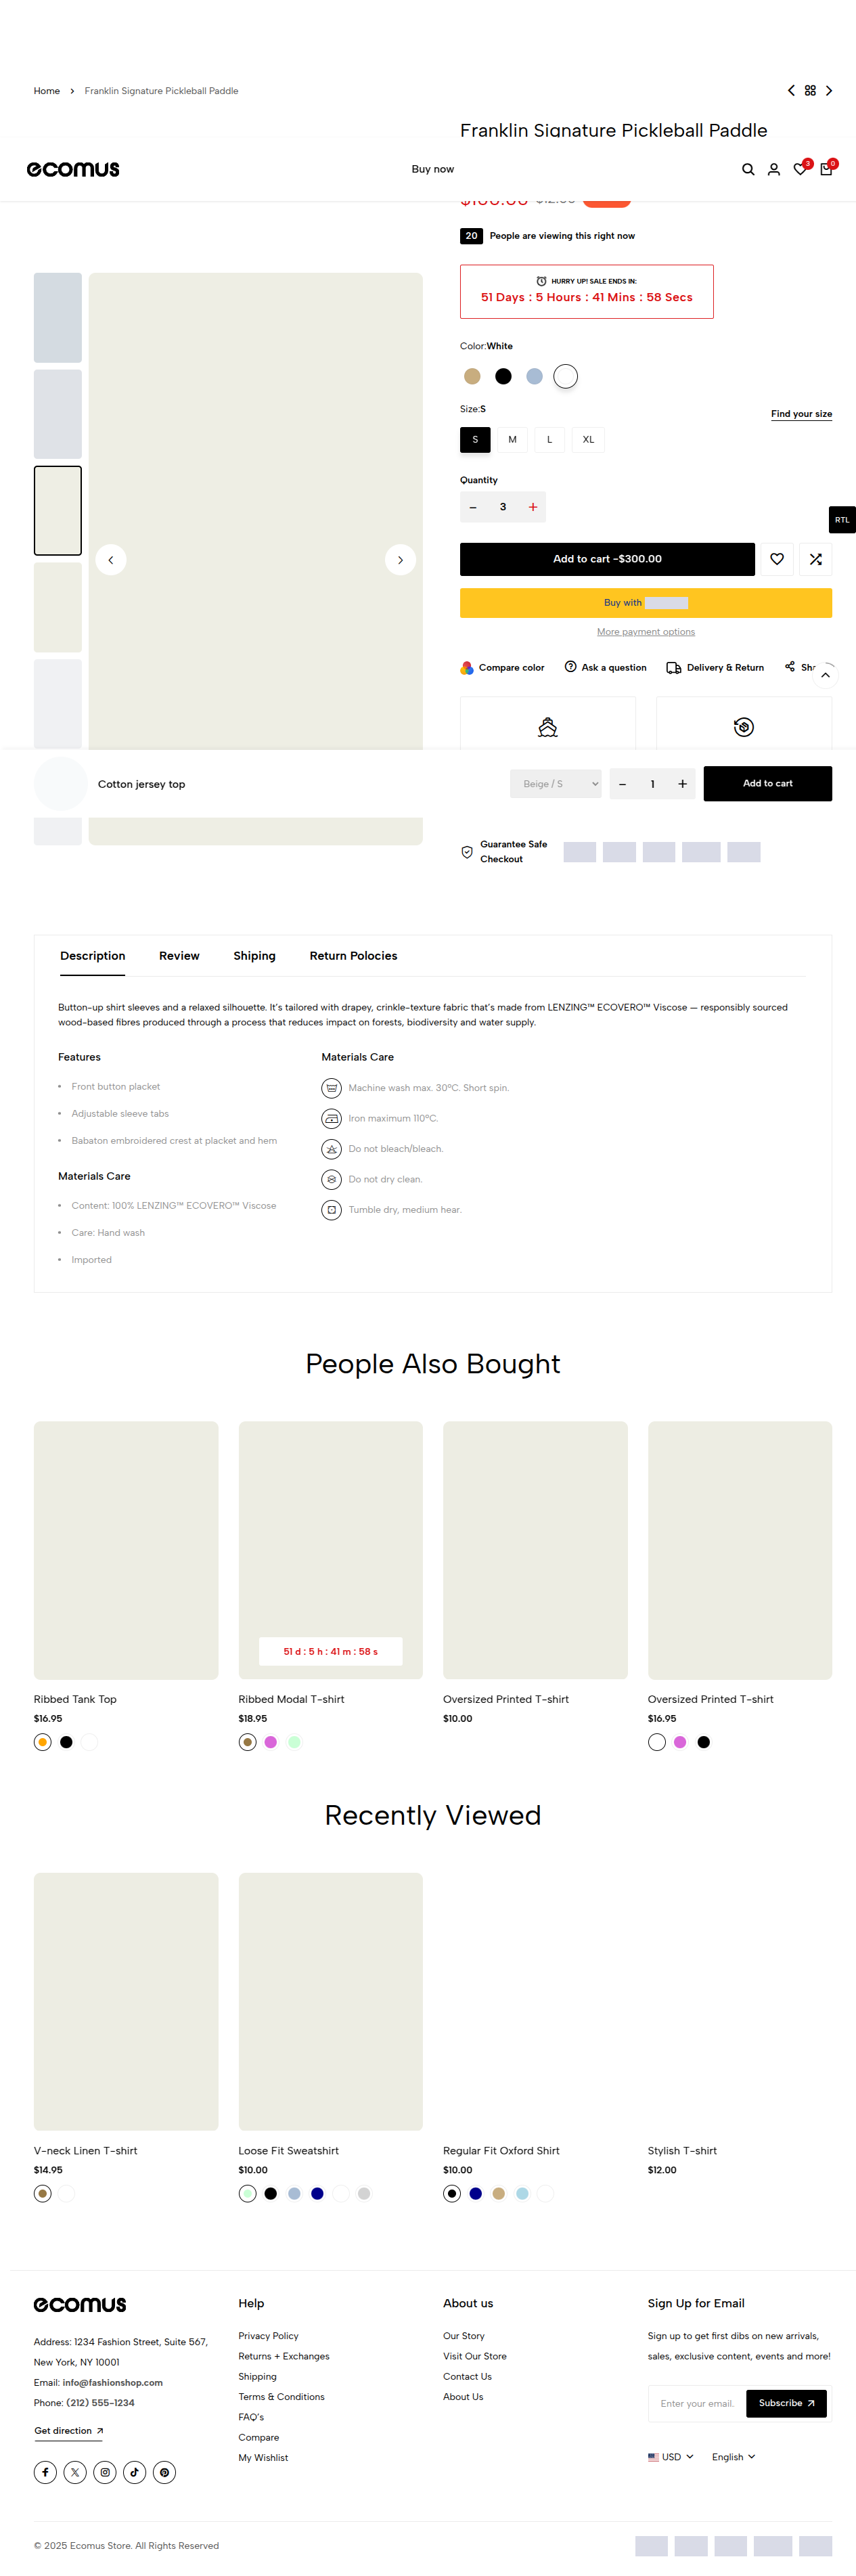 Home
Franklin Signature Pickleball Paddle
Franklin Signature Pickleball Paddle
ecomus
Buy now
3
0
20
People are viewing this right now
HURRY UP! SALE ENDS IN:
51 Days : 5 Hours : 41 Mins : 58 Secs
Color:White
Size:S
Find your size
S
M
L
XL
Quantity
- 3 +
RTL
Add to cart -$300.00
Buy with
More payment options
Compare color
Ask a question
Delivery & Return
Cotton jersey top
Beige / S
- 1 +
Add to cart
Guarantee Safe
Checkout
Description
Review
Shiping
Return Polocies
Button-up shirt sleeves and a relaxed silhouette. It's tailored with drapey, crinkle-texture fabric that's made from LENZING™ ECOVERO™ Viscose — responsibly sourced
wood-based fibres produced through a process that reduces impact on forests, biodiversity and water supply.
Features
Front button placket
Adjustable sleeve tabs
Babaton embroidered crest at placket and hem
Materials Care
Content: 100% LENZING™ ECOVERO™ Viscose
Care: Hand wash
Imported
Materials Care
Machine wash max. 30ºC. Short spin.
Iron maximum 110ºC.
Do not bleach/bleach.
Do not dry clean.
Tumble dry, medium hear.
People Also Bought
51 d : 5 h : 41 m : 58 s
Ribbed Tank Top
$16.95
Ribbed Modal T-shirt
$18.95
Oversized Printed T-shirt
$10.00
Oversized Printed T-shirt
$16.95
Recently Viewed
V-neck Linen T-shirt
$14.95
Loose Fit Sweatshirt
$10.00
Regular Fit Oxford Shirt
$10.00
Stylish T-shirt
$12.00
ecomus
Address: 1234 Fashion Street, Suite 567,
New York, NY 10001
Email: info@fashionshop.com
Phone: (212) 555-1234
Get direction
Help
Privacy Policy
Returns + Exchanges
Shipping
Terms & Conditions
FAQ's
Compare
My Wishlist
About us
Our Story
Visit Our Store
Contact Us
About Us
Sign Up for Email
Sign up to get first dibs on new arrivals,
sales, exclusive content, events and more!
Enter your email.
Subscribe
USD
English
© 2025 Ecomus Store. All Rights Reserved